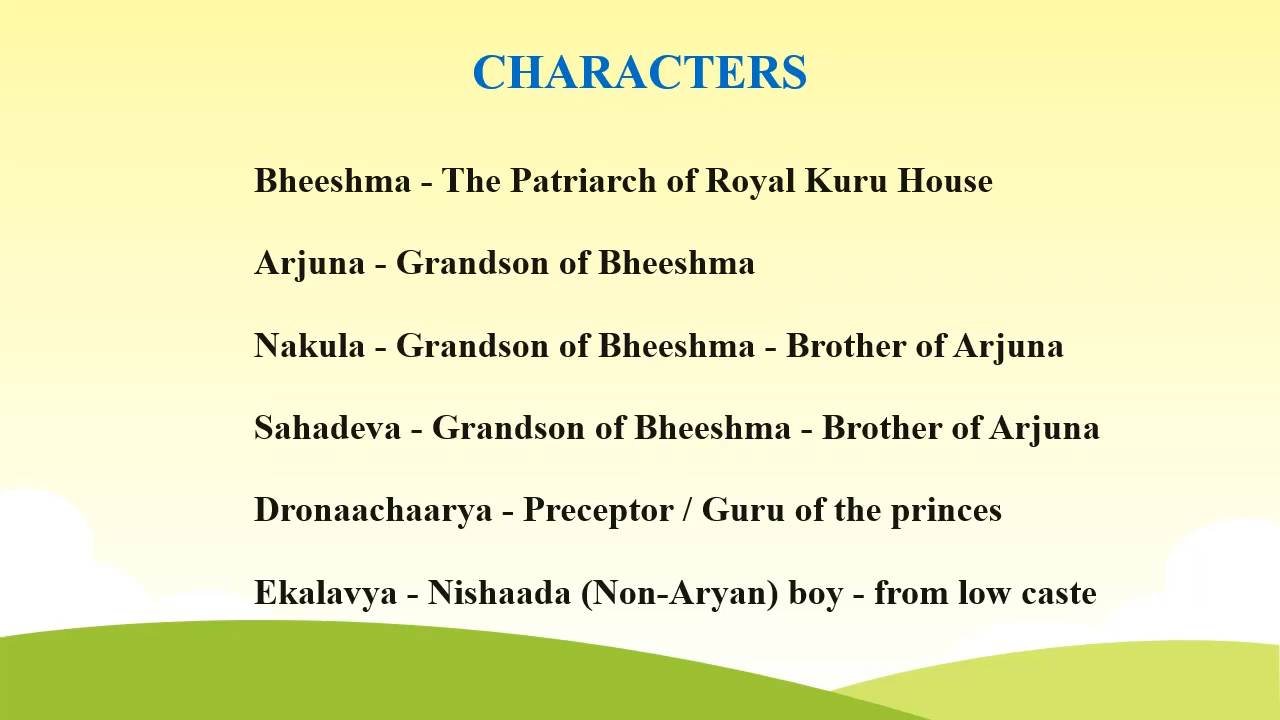 CHARACTERS
Bheeshma - The Patriarch of Royal Kuru House
Arjuna - Grandson of Bheeshma
Nakula - Grandson of Bheeshma - Brother of Arjuna
Sahadeva - Grandson of Bheeshma - Brother of Arjuna
Dronaachaarya - Preceptor / Guru of the princes
Ekalavya - Nishaada (Non-Aryan) boy - from low caste